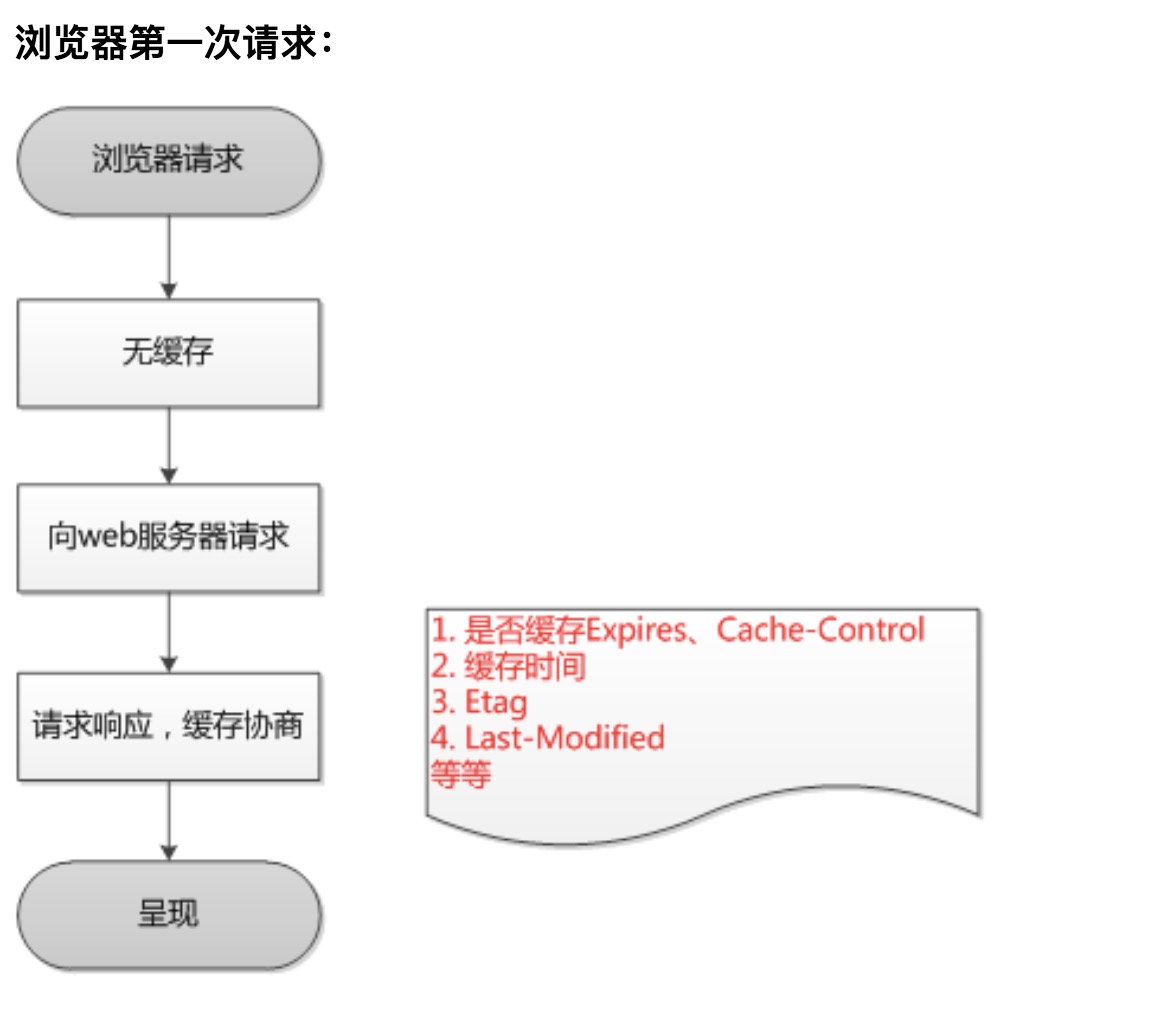 浏览器第一次请求：
浏览器请求
无缓存
向web服务器请求
请求响应，缓存协商
1. 是否缓存Expires、Cache-Control
2. 缓存时间
3. Etag
4. Last-Modified
等等
呈现